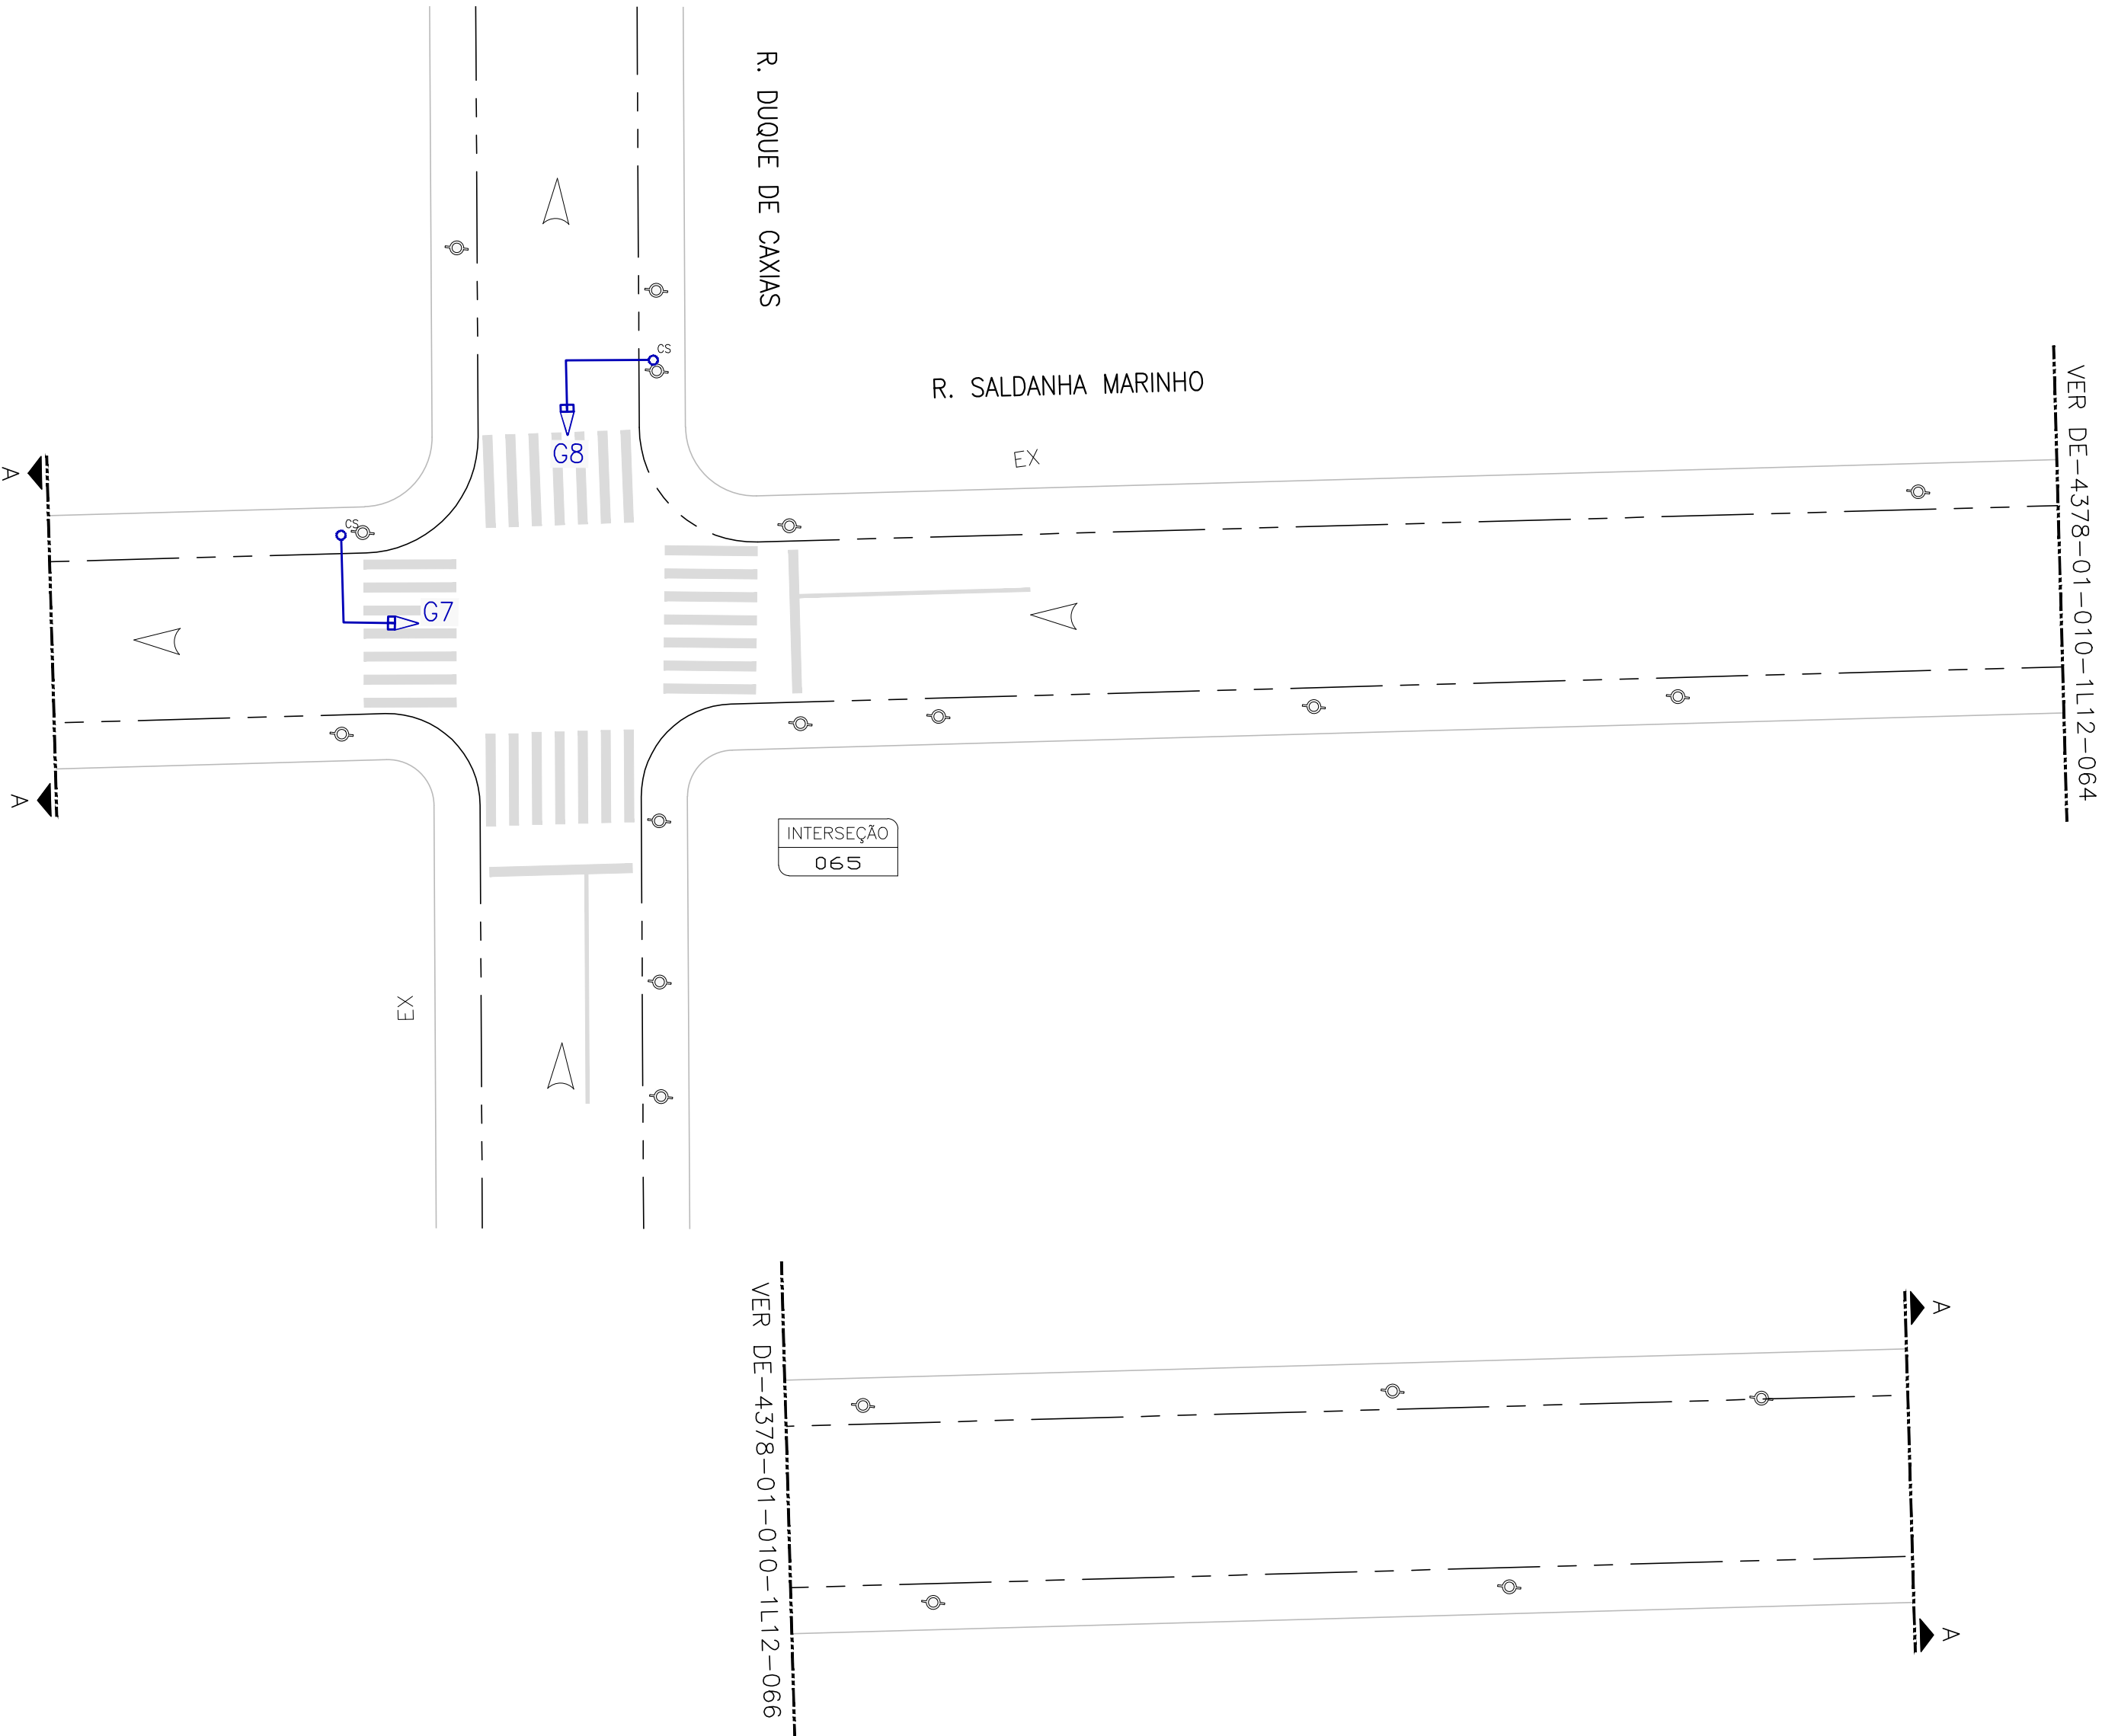 R. DUQUE DE CAXIAS
R. SALDANHA MARINHO
VER DE-4378-01-010-1L12-064
CS
EX
G8
A
CS
G7
A
INTERSEÇÃO
065
EX
VER DE-4378-01-010-1L12-066
A
A